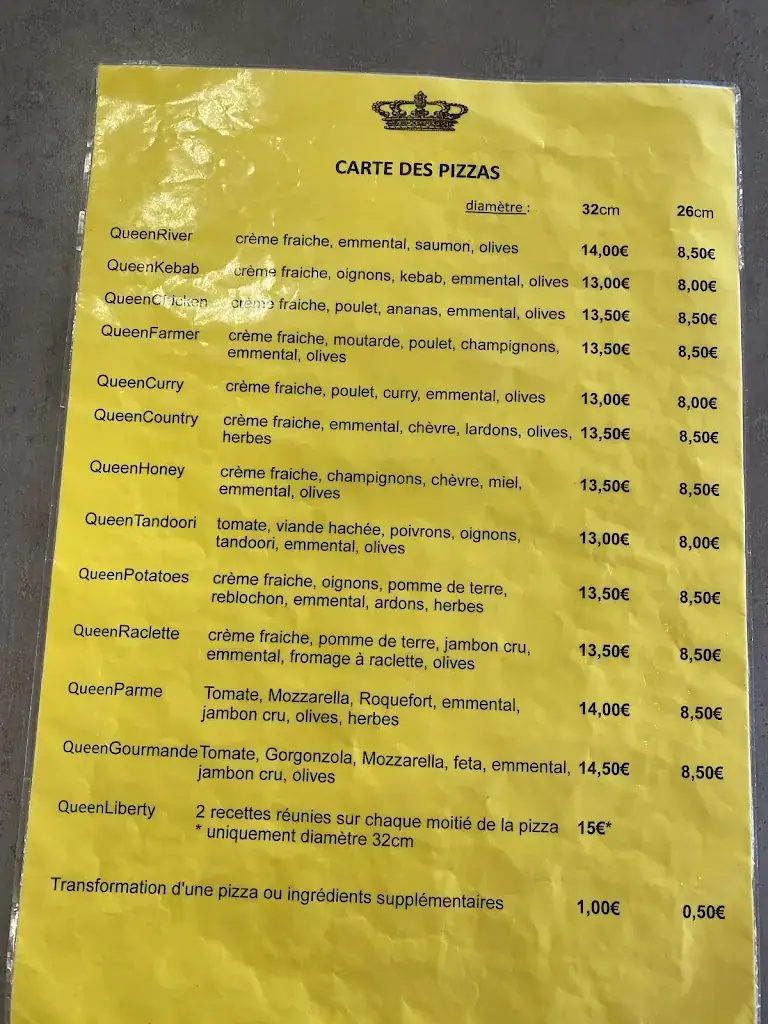 CARTE DES PIZZAS
diamètre : 32cm 26cm
QueenRiver crème fraiche, emmental, saumon, olives 14,00€ 8,50€
QueenKebab crème fraiche, oignons, kebab, emmental, olives 13,00€ 8,00€
QueenChicken crème fraiche, poulet, ananas, emmental, olives 13,50€ 8,50€
QueenFarmer crème fraiche, moutarde, poulet, champignons, 13,50€ 8,50€
emmental, olives
QueenCurry crème fraiche, poulet, curry, emmental, olives 13,00€ 8,00€
QueenCountry crème fraiche, emmental, chèvre, lardons, olives, 13,50€ 8,50€
herbes
QueenHoney crème fraiche, champignons, chèvre, miel, 13,50€ 8,50€
emmental, olives
QueenTandoori tomate, viande hachée, poivrons, oignons, 13,00€ 8,00€
tandoori, emmental, olives
QueenPotatoes crème fraiche, oignons, pomme de terre, 13,50€ 8,50€
reblochon, emmental, ardons, herbes
QueenRaclette crème fraiche, pomme de terre, jambon cru, 13,50€ 8,50€
emmental, fromage à raclette, olives
QueenParme Tomate, Mozzarella, Roquefort, emmental, 14,00€ 8,50€
jambon cru, olives, herbes
QueenGourmande Tomate, Gorgonzola, Mozzarella, feta, emmental, 14,50€ 8,50€
jambon cru, olives
QueenLiberty 2 recettes réunies sur chaque moitié de la pizza 15€*
* uniquement diamètre 32cm
Transformation d'une pizza ou ingrédients supplémentaires 1,00€ 0,50€